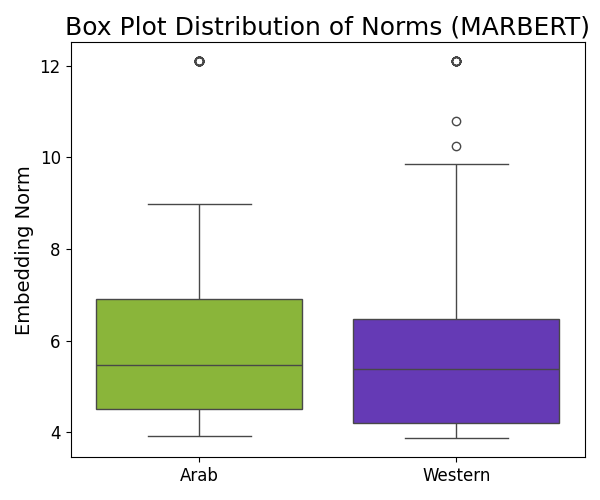 Box Plot Distribution of Norms (MARBERT)
Embedding Norm
12
10
8
6
4
Arab
Western